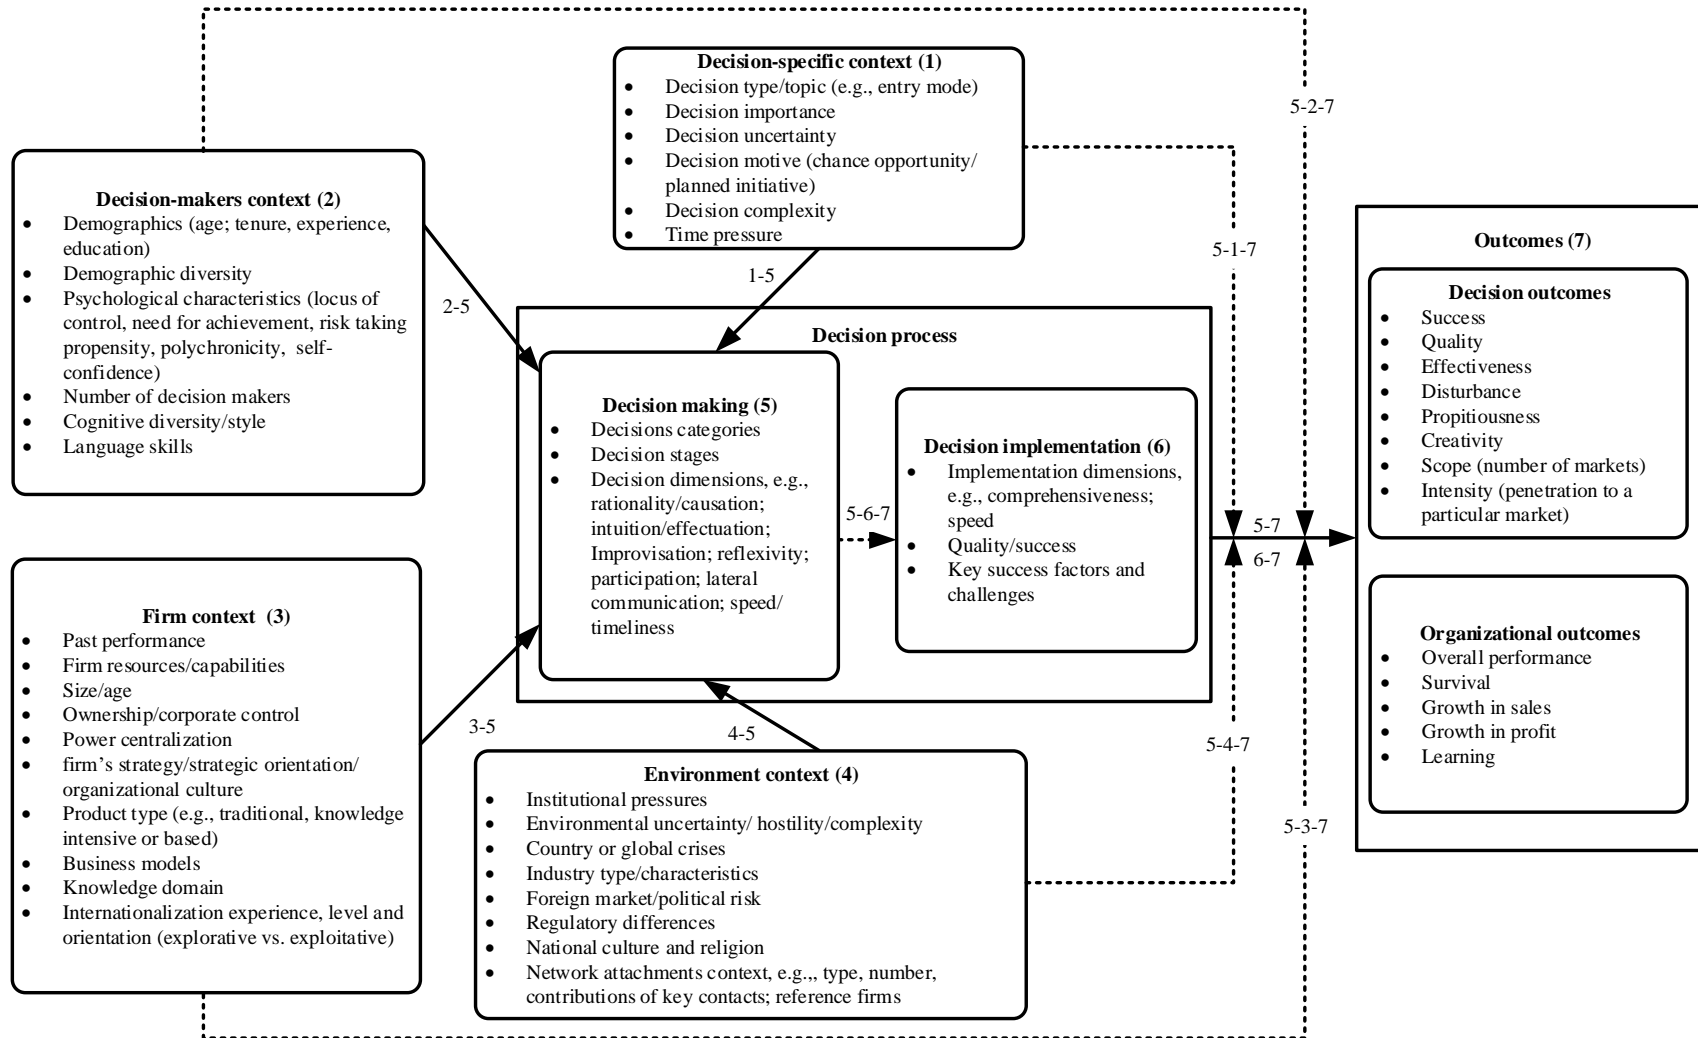 Decision-specific context (1)
• Decision type/topic (e.g., entry mode)
• Decision importance
• Decision uncertainty
• Decision motive (chance opportunity/
planned initiative)
• Decision complexity
• Time pressure
5-2-7
Decision-makers context (2)
• Demographics (age; tenure, experience,
education)
• Demographic diversity
• Psychological characteristics (locus of
control, need for achievement, risk taking
propensity, polychronicity, self-
confidence)
• Number of decision makers
• Cognitive diversity/style
• Language skills
2-5
1-5
5-1-7
Decision process
Decision making (5)
• Decisions categories
• Decision stages
• Decision dimensions, e.g.,
rationality/causation;
intuition/effectuation;
Improvisation; reflexivity;
participation; lateral
communication; speed/
timeliness
5-6-7
Decision implementation (6)
• Implementation dimensions,
e.g., comprehensiveness;
speed
• Quality/success
• Key success factors and
challenges
5-7
6-7
Outcomes (7)
Decision outcomes
• Success
• Quality
• Effectiveness
• Disturbance
• Propitiousness
• Creativity
• Scope (number of markets)
• Intensity (penetration to a
particular market)
Organizational outcomes
• Overall performance
• Survival
• Growth in sales
• Growth in profit
• Learning
Firm context (3)
• Past performance
• Firm resources/capabilities
• Size/age
• Ownership/corporate control
• Power centralization
• firm’s strategy/strategic orientation/
organizational culture
• Product type (e.g., traditional, knowledge
intensive or based)
• Business models
• Knowledge domain
• Internationalization experience, level and
orientation (explorative vs. exploitative)
3-5
4-5
5-4-7
5-3-7
Environment context (4)
• Institutional pressures
• Environmental uncertainty/ hostility/complexity
• Country or global crises
• Industry type/characteristics
• Foreign market/political risk
• Regulatory differences
• National culture and religion
• Network attachments context, e.g.,, type, number,
contributions of key contacts; reference firms